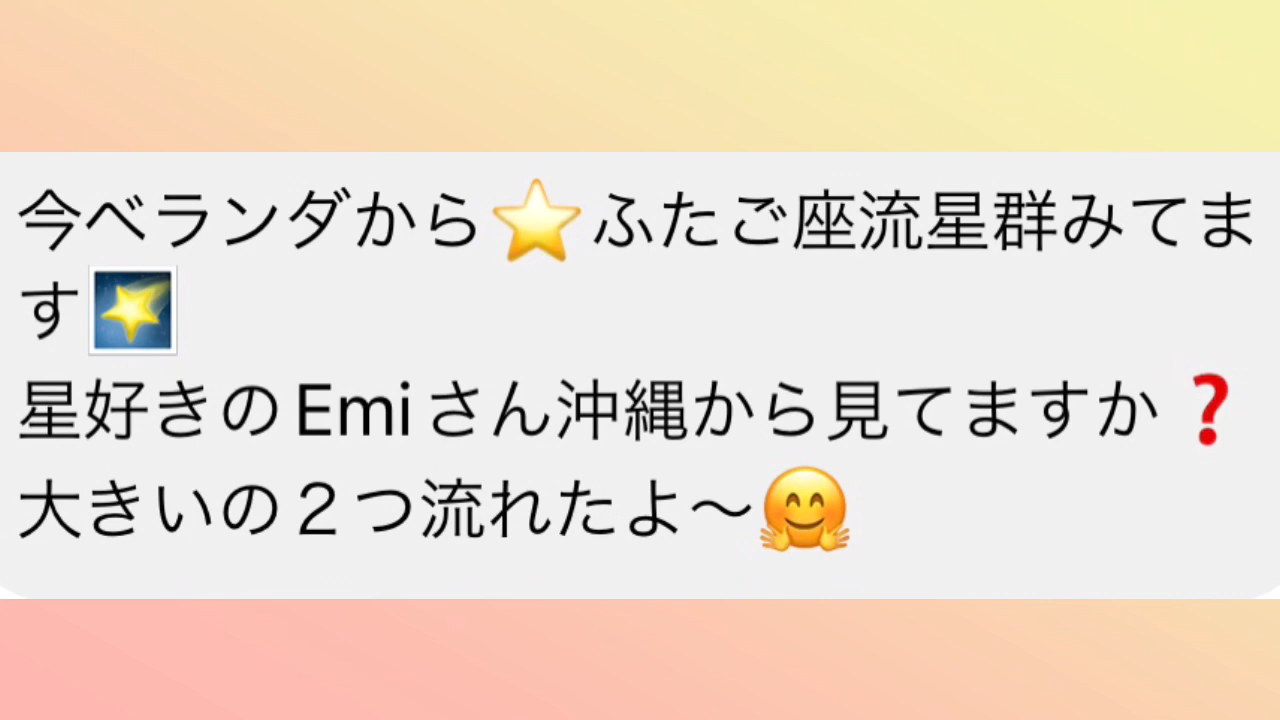 今ベランダから⭐️ふたご座流星群みてま
す🌠
星好きのEmiさん沖縄から見てますか❓
大きいの２つ流れたよ〜🤗